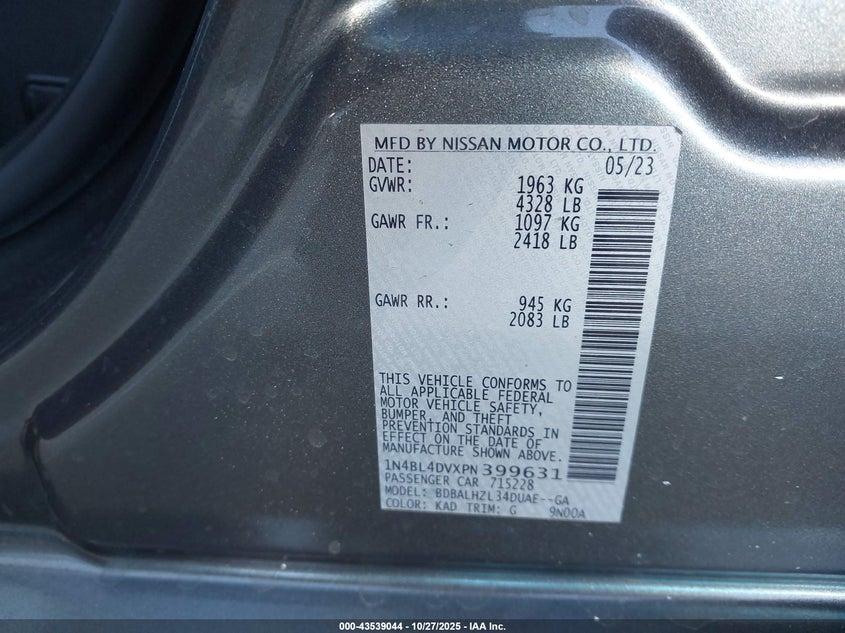 MFD BY NISSAN MOTOR CO., LTD.
DATE: 05/23
GVWR: 1963 KG
4328 LB
GAWR FR.: 1097 KG
2418 LB
GAWR RR.: 945 KG
2083 LB
THIS VEHICLE CONFORMS TO
ALL APPLICABLE FEDERAL
MOTOR VEHICLE SAFETY,
BUMPER, AND THEFT
PREVENTION STANDARDS IN
EFFECT ON THE DATE OF
MANUFACTURE SHOWN ABOVE.
1N4BL4DVXPN399631
PASSENGER CAR 715228
MODEL: BDBALHZL34DUAE--GA
COLOR: KAD TRIM: G 9N00A
000-43539044 / 10/27/2025 - IAA Inc.